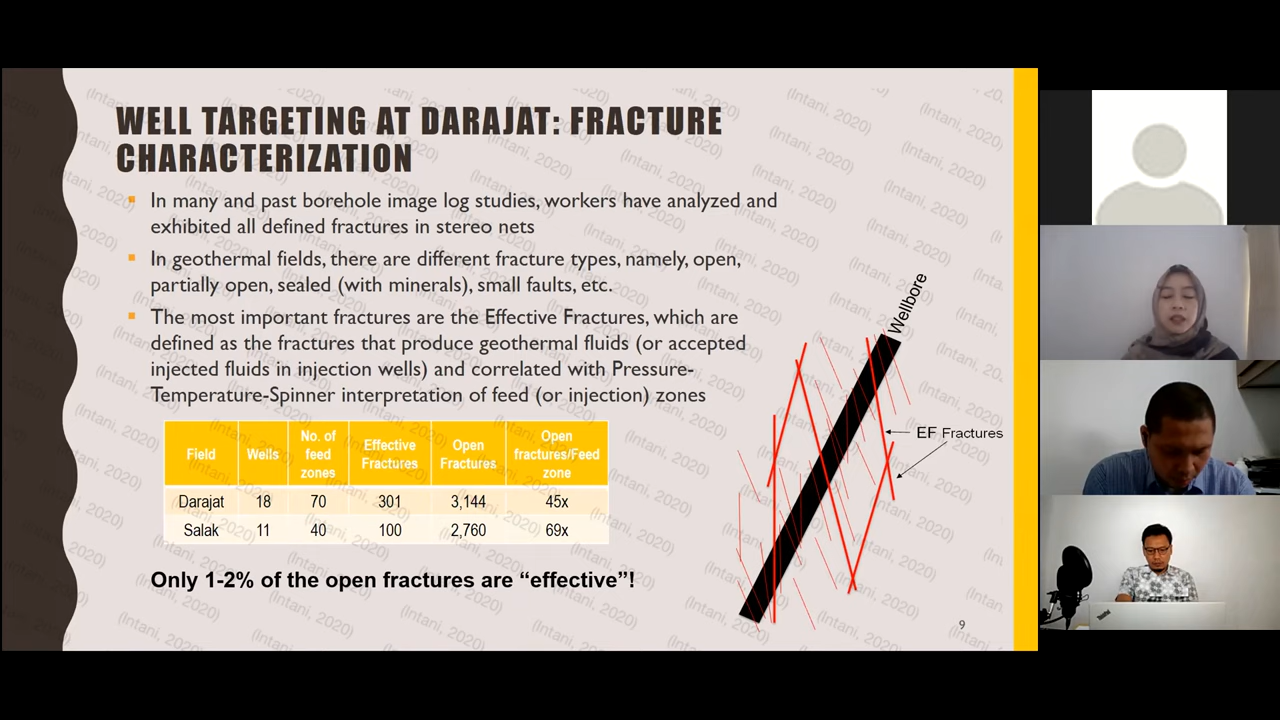 WELL TARGETING AT DARAJAT: FRACTURE
CHARACTERIZATION
In many and past borehole image log studies, workers have analyzed and
exhibited all defined fractures in stereo nets
In geothermal fields, there are different fracture types, namely, open,
partially open, sealed (with minerals), small faults, etc.
The most important fractures are the Effective Fractures, which are
defined as the fractures that produce geothermal fluids (or accepted
injected fluids in injection wells) and correlated with Pressure-
Temperature-Spinner interpretation of feed (or injection) zones
Field Wells No. of feed zones Effective Fractures Open Fractures Open fractures/Feed zone
Darajat 18 70 301 3,144 45x
Salak 11 40 100 2,760 69x
Only 1-2% of the open fractures are “effective”!
Wellbore
EF Fractures
9
(Intani, 2020)